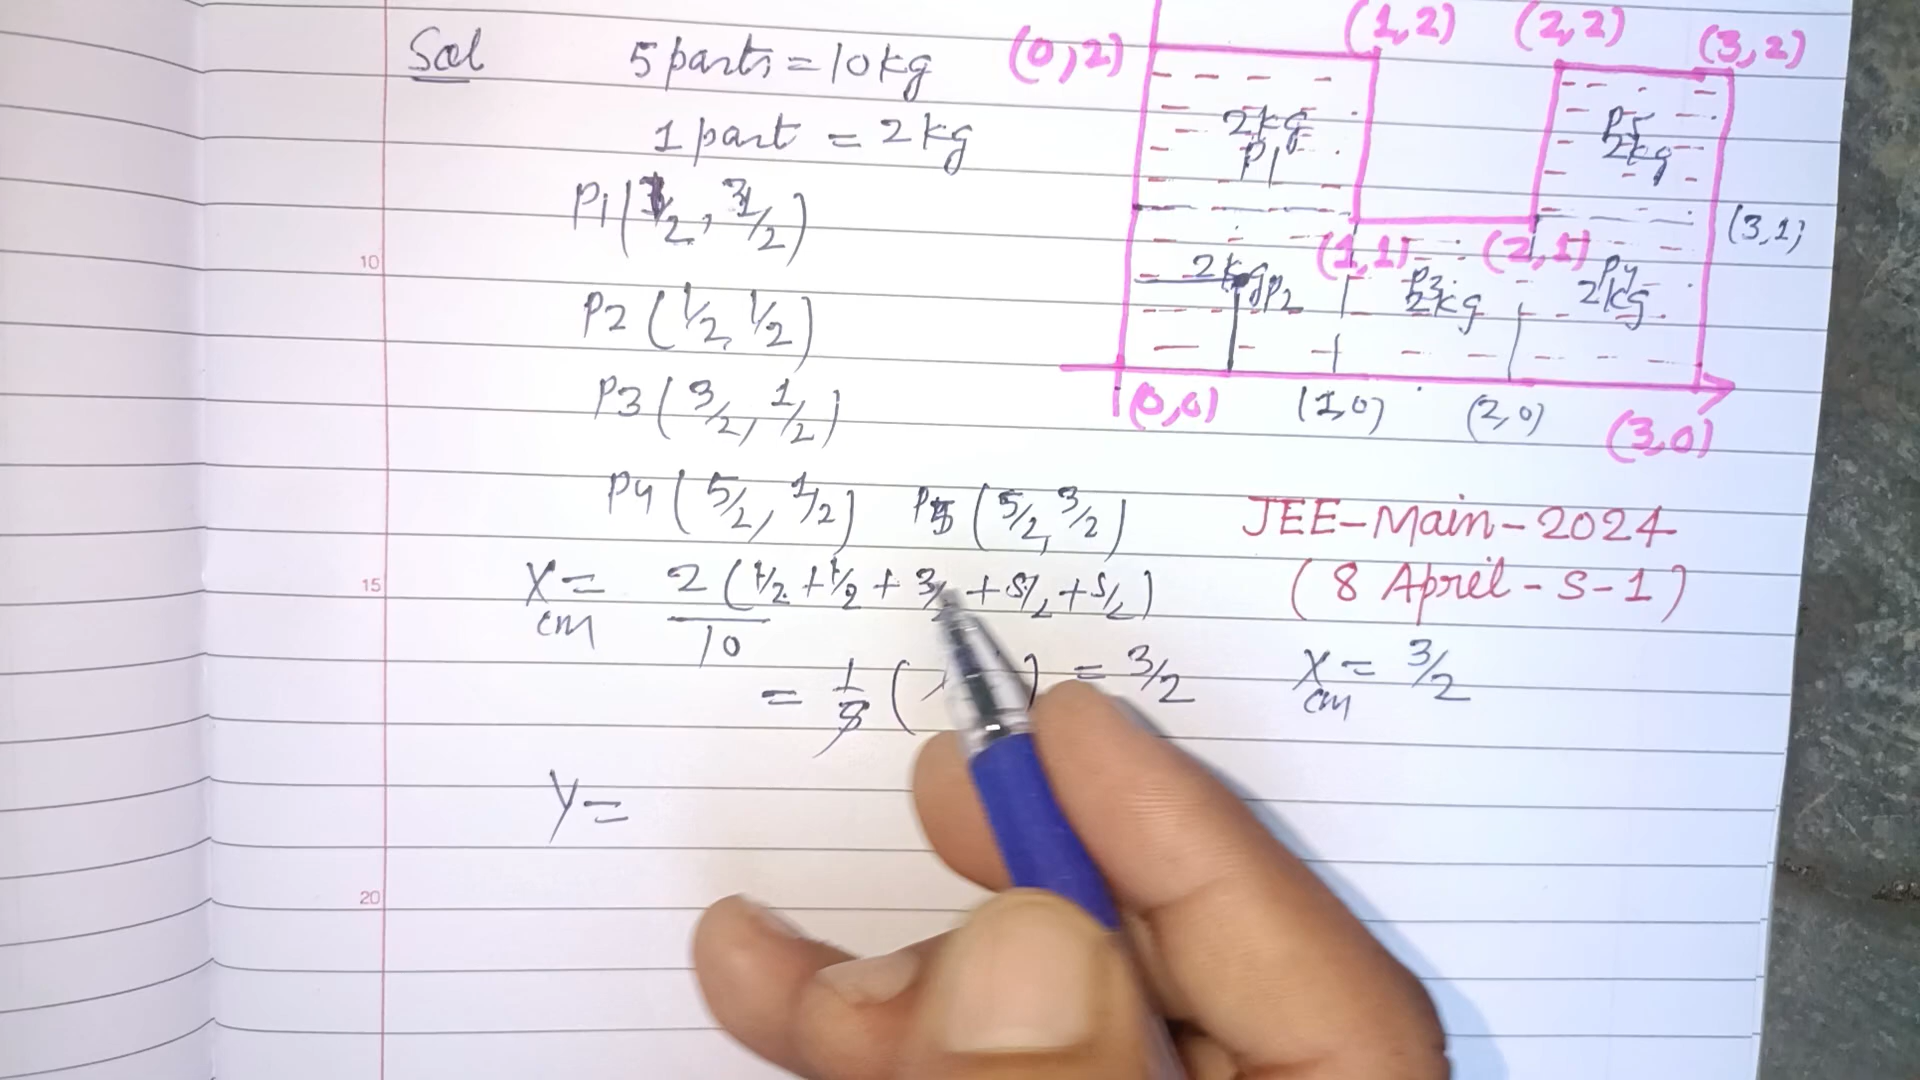 Sol 5 parts = 10 kg
1 part = 2 kg
P1 (1/2, 3/2)
P2 (1/2, 1/2)
P3 (3/2, 1/2)
P4 (5/2, 1/2) P5 (5/2, 3/2)
X cm = 2/10 (1/2 + 1/2 + 3/2 + 5/2 + 5/2)
= 1/5 ( ) = 3/2 X cm = 3/2
Y =
(0,2) (1,2) (2,2) (3,2)
2kg P1
P5 2kg
(1,1) (2,1) (3,1)
2kg P2
P3 2kg
P4 2kg
(0,0) (1,0) (2,0) (3,0)
JEE-Main-2024
(8 April-S-1)
10
15
20